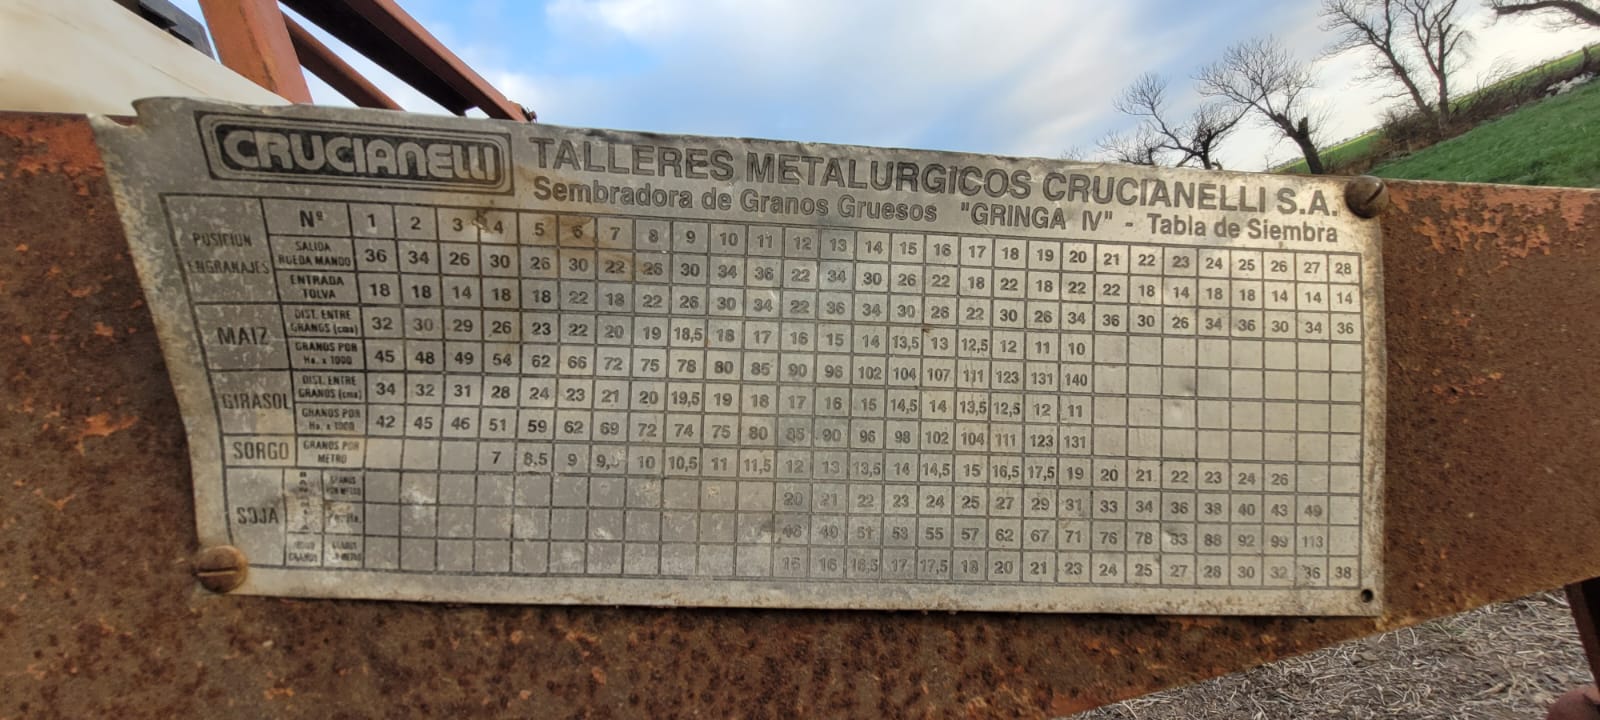 CRUCIANELLI
TALLERES METALURGICOS CRUCIANELLI S.A.
Sembradora de Granos Gruesos "GRINGA IV" - Tabla de Siembra
POSICION ENGRANAJES
Nº 1 2 3 4 5 6 7 8 9 10 11 12 13 14 15 16 17 18 19 20 21 22 23 24 25 26 27 28
SALIDA RUEDA MANDO 36 34 26 30 26 30 22 26 30 34 36 22 34 30 26 22 18 22 18 22 22 18 14 18 18 14 14 14
ENTRADA TOLVA 18 18 14 18 18 22 18 22 26 30 34 22 36 34 30 26 22 30 26 34 36 30 26 34 36 30 34 36
MAIZ
DIST. ENTRE GRANOS (cms) 32 30 29 26 23 22 20 19 18,5 18 17 16 15 14 13,5 13 12,5 12 11 10
GRANOS POR Ha. x 1000 45 48 49 54 62 66 72 75 78 80 85 90 96 102 104 107 111 123 131 140
GIRASOL
DIST. ENTRE GRANOS (cms) 34 32 31 28 24 23 21 20 19,5 19 18 17 16 15 14,5 14 13,5 12,5 12 11
GRANOS POR Ha. x 1000 42 45 46 51 59 62 69 72 74 75 80 85 90 96 98 102 104 111 123 131
SORGO
GRANOS POR METRO 7 8,5 9 9,5 10 10,5 11 11,5 12 13 13,5 14 14,5 15 16,5 17,5 19 20 21 22 23 24 26
SOJA
20 21 22 23 24 25 27 29 31 33 34 36 38 40 43 49
49 51 53 55 57 62 67 71 76 78 83 88 92 99 113
16 16,5 17 17,5 18 20 21 23 24 25 27 28 30 32 36 38